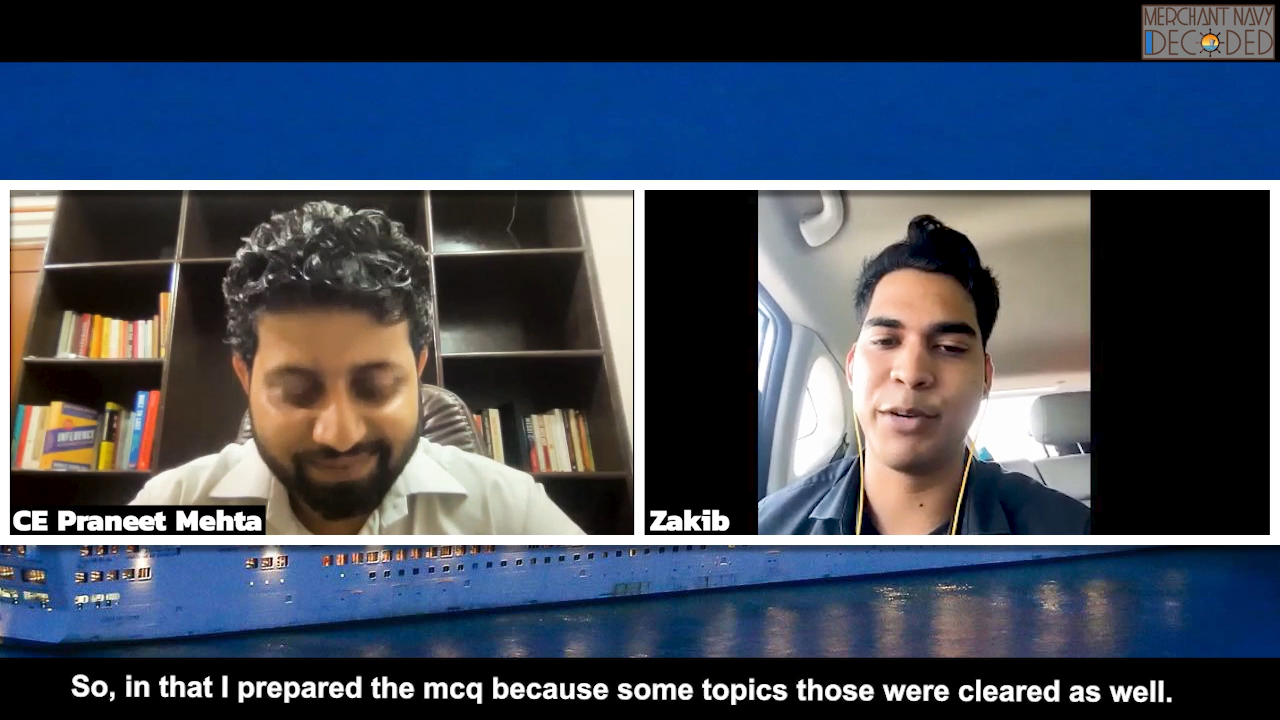 MERCHANT NAVY
DECODED
INFLUENCE
CE Praneet Mehta
Zakib
So, in that I prepared the mcq because some topics those were cleared as well.